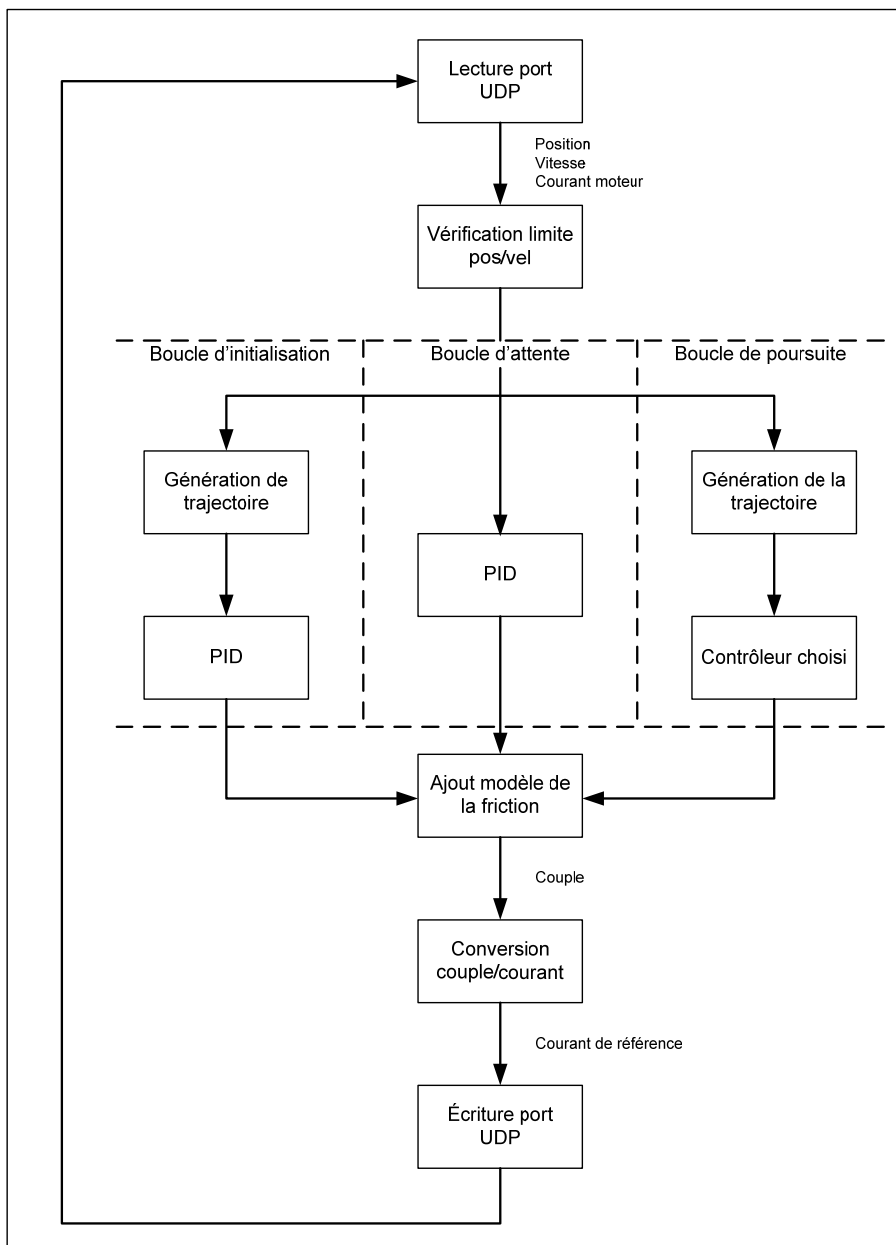 Lecture port
UDP
Position
Vitesse
Courant moteur
Vérification limite
pos/vel
Boucle d'initialisation
Boucle d'attente
Boucle de poursuite
Génération de
trajectoire
Génération de la
trajectoire
PID
PID
Contrôleur choisi
Ajout modèle de
la friction
Couple
Conversion
couple/courant
Courant de référence
Écriture port
UDP